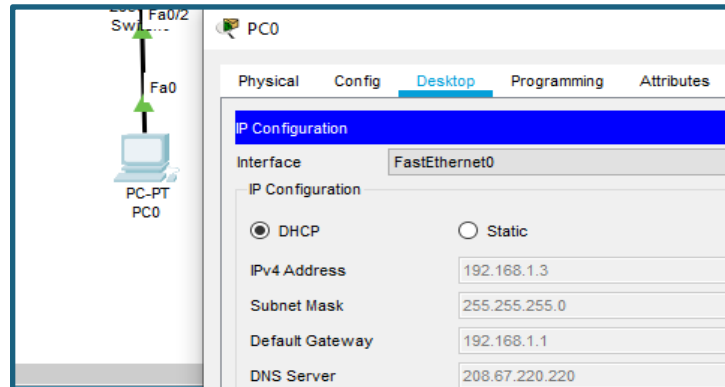 Fa0/2
Fa0
PC-PT
PC0
PC0
Physical Config Desktop Programming Attributes
IP Configuration
Interface FastEthernet0
IP Configuration
DHCP Static
IPv4 Address 192.168.1.3
Subnet Mask 255.255.255.0
Default Gateway 192.168.1.1
DNS Server 208.67.220.220